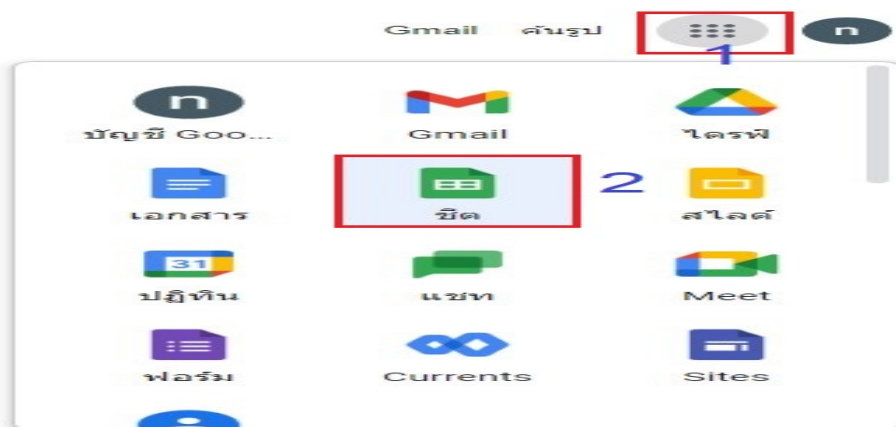 Gmail ค้นรูป n
1
n
บัญชี Goo... Gmail ไดรฟ์
2
เอกสาร ชีต สไลด์
31
ปฏิทิน แชท Meet
ฟอร์ม Currents Sites